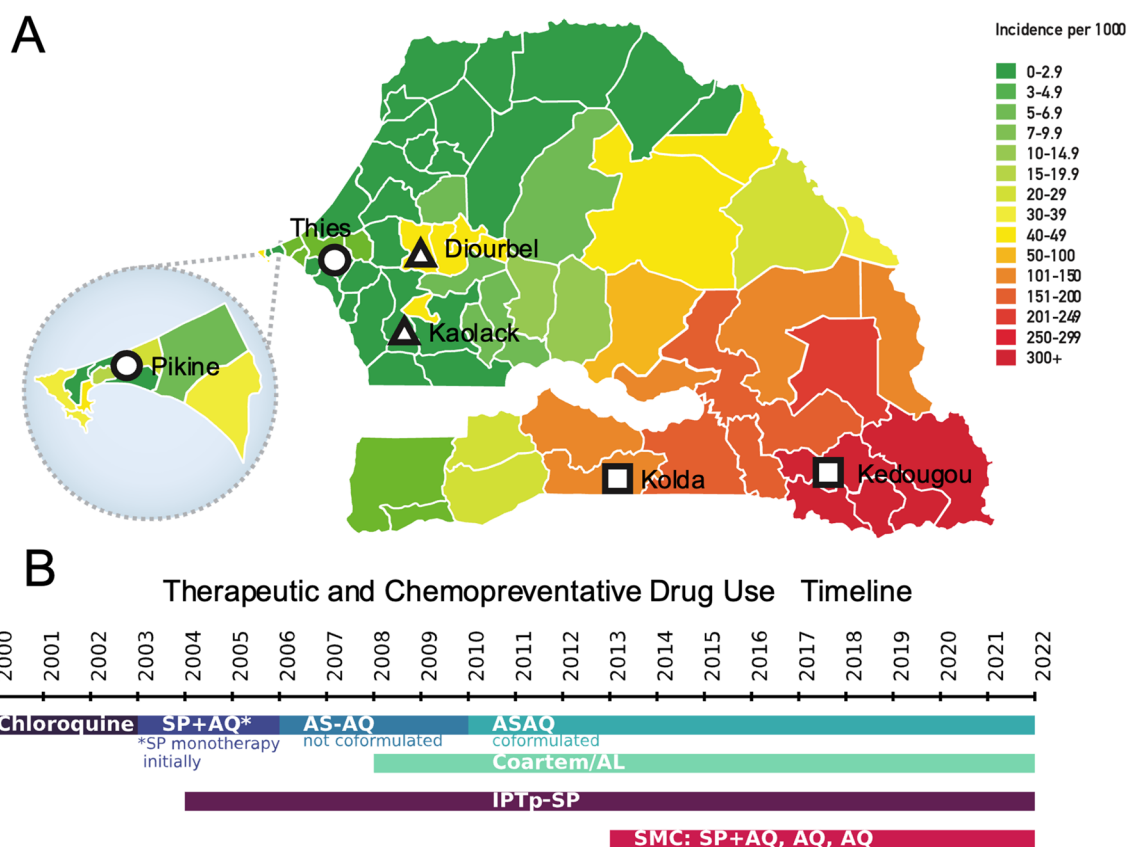 A
Incidence per 1000
0-2.9
3-4.9
5-6.9
7-9.9
10-14.9
15-19.9
20-29
30-39
40-49
50-100
101-150
151-200
201-249
250-299
300+
Thies
Diourbel
Kaolack
Pikine
Kolda
Kedougou
B
Therapeutic and Chemopreventative Drug Use Timeline
2000 2001 2002 2003 2004 2005 2006 2007 2008 2009 2010 2011 2012 2013 2014 2015 2016 2017 2018 2019 2020 2021 2022
Chloroquine SP+AQ* AS-AQ ASAQ
*SP monotherapy initially
not coformulated
coformulated
Coartem/AL
IPTp-SP
SMC: SP+AQ, AQ, AQ